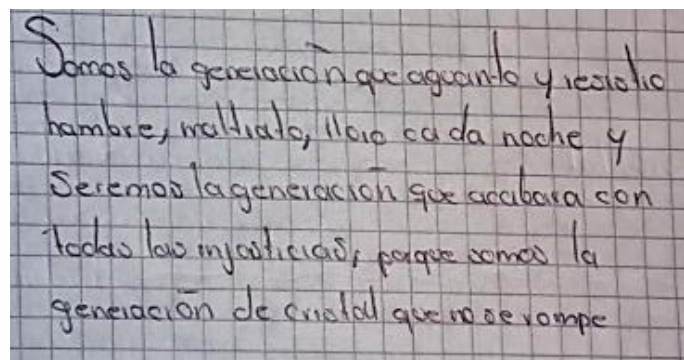 Somos la generación que aguanto y resistio
hambre, maltrato, lloro cada noche y
Seremos la generación que acabara con
todas las injusticias, porque somos la
generación de cristal que no se rompe